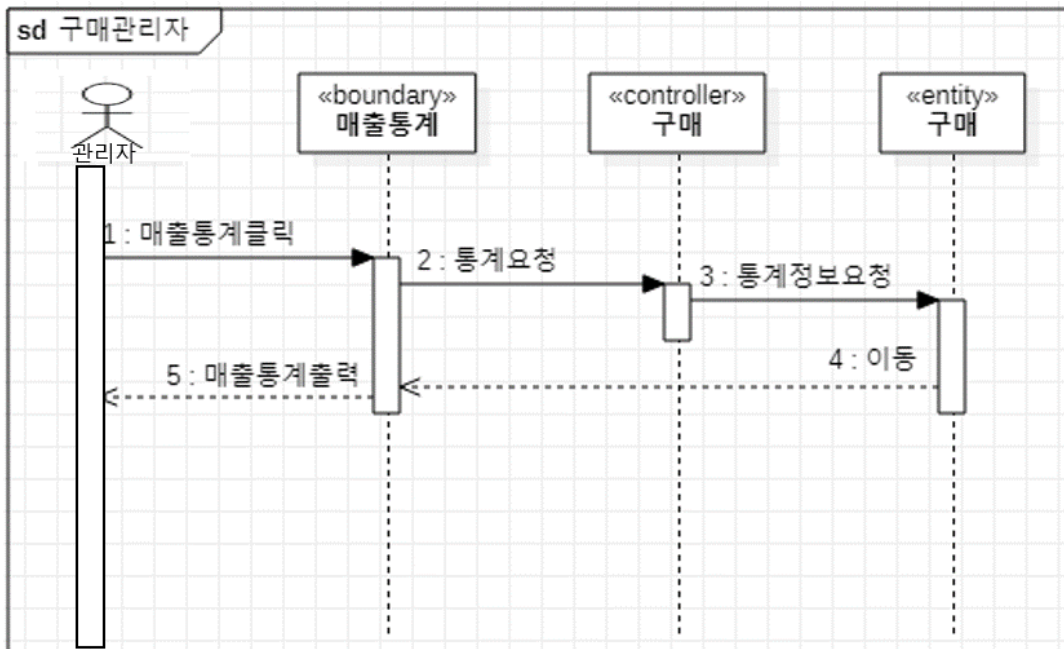 sd 구매관리자
관리자
«boundary»
매출통계
«controller»
구매
«entity»
구매
1 : 매출통계클릭
2 : 통계요청
3 : 통계정보요청
4 : 이동
5 : 매출통계출력